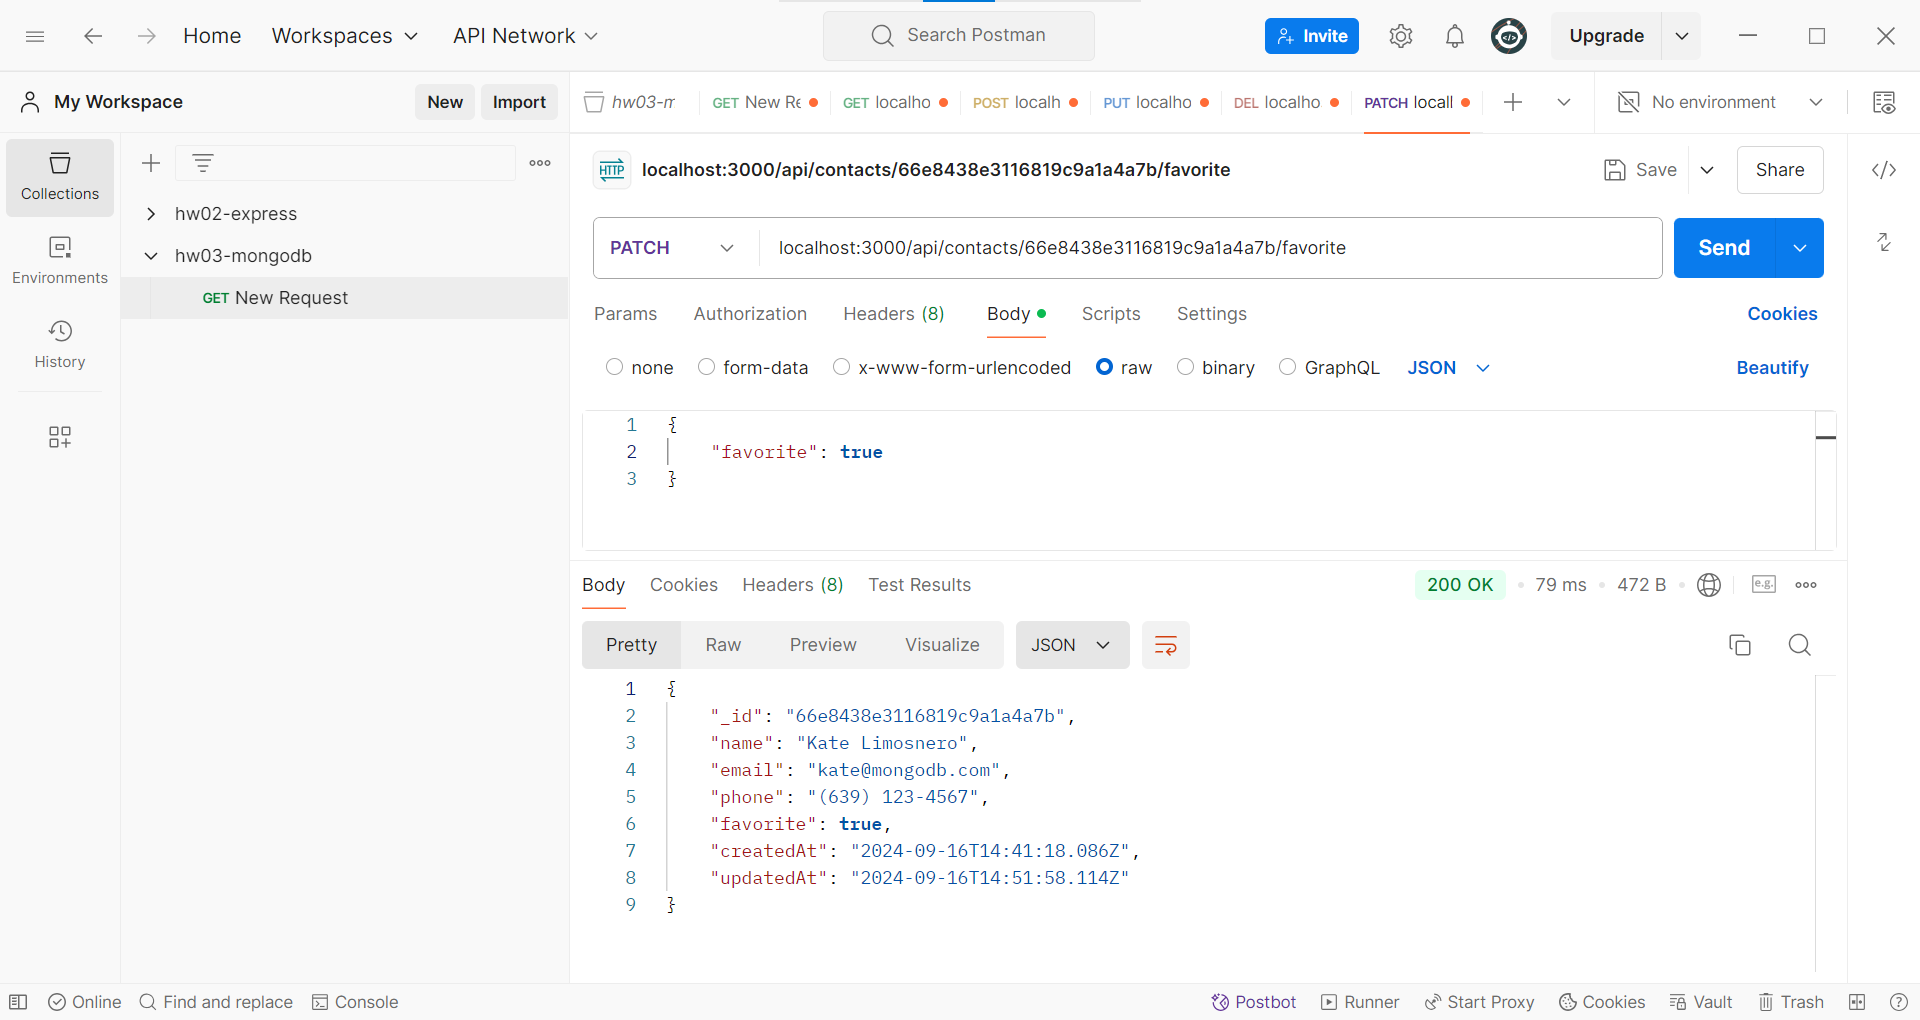 Home Workspaces API Network Search Postman Invite Upgrade
My Workspace New Import
hw03-m GET New Re GET localho POST localh PUT localho DEL localho PATCH locall No environment
Collections
Environments
History
hw02-express
hw03-mongodb
GET New Request
HTTP localhost:3000/api/contacts/66e8438e3116819c9a1a4a7b/favorite Save Share
PATCH localhost:3000/api/contacts/66e8438e3116819c9a1a4a7b/favorite Send
Params Authorization Headers (8) Body Scripts Settings Cookies
none form-data x-www-form-urlencoded raw binary GraphQL JSON Beautify
1 {
2 "favorite": true
3 }
Body Cookies Headers (8) Test Results 200 OK 79 ms 472 B e.g.
Pretty Raw Preview Visualize JSON
1 {
2 "_id": "66e8438e3116819c9a1a4a7b",
3 "name": "Kate Limosnero",
4 "email": "kate@mongodb.com",
5 "phone": "(639) 123-4567",
6 "favorite": true,
7 "createdAt": "2024-09-16T14:41:18.086Z",
8 "updatedAt": "2024-09-16T14:51:58.114Z"
9 }
Online Find and replace Console Postbot Runner Start Proxy Cookies Vault Trash